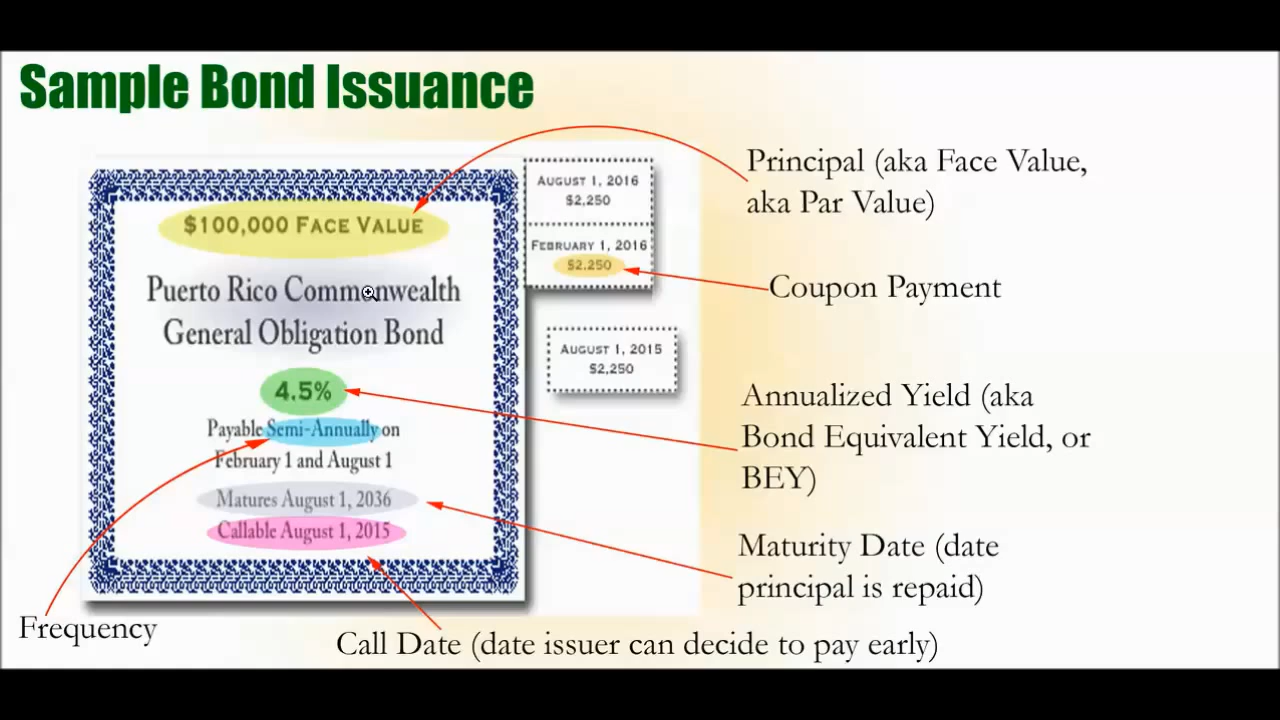 Sample Bond Issuance
$100,000 FACE VALUE
Puerto Rico Commonwealth
General Obligation Bond
4.5%
Payable Semi-Annually on
February 1 and August 1
Matures August 1, 2036
Callable August 1, 2015
AUGUST 1, 2016
$2,250
FEBRUARY 1, 2016
$2,250
AUGUST 1, 2015
$2,250
Principal (aka Face Value,
aka Par Value)
Coupon Payment
Annualized Yield (aka
Bond Equivalent Yield, or
BEY)
Maturity Date (date
principal is repaid)
Frequency
Call Date (date issuer can decide to pay early)